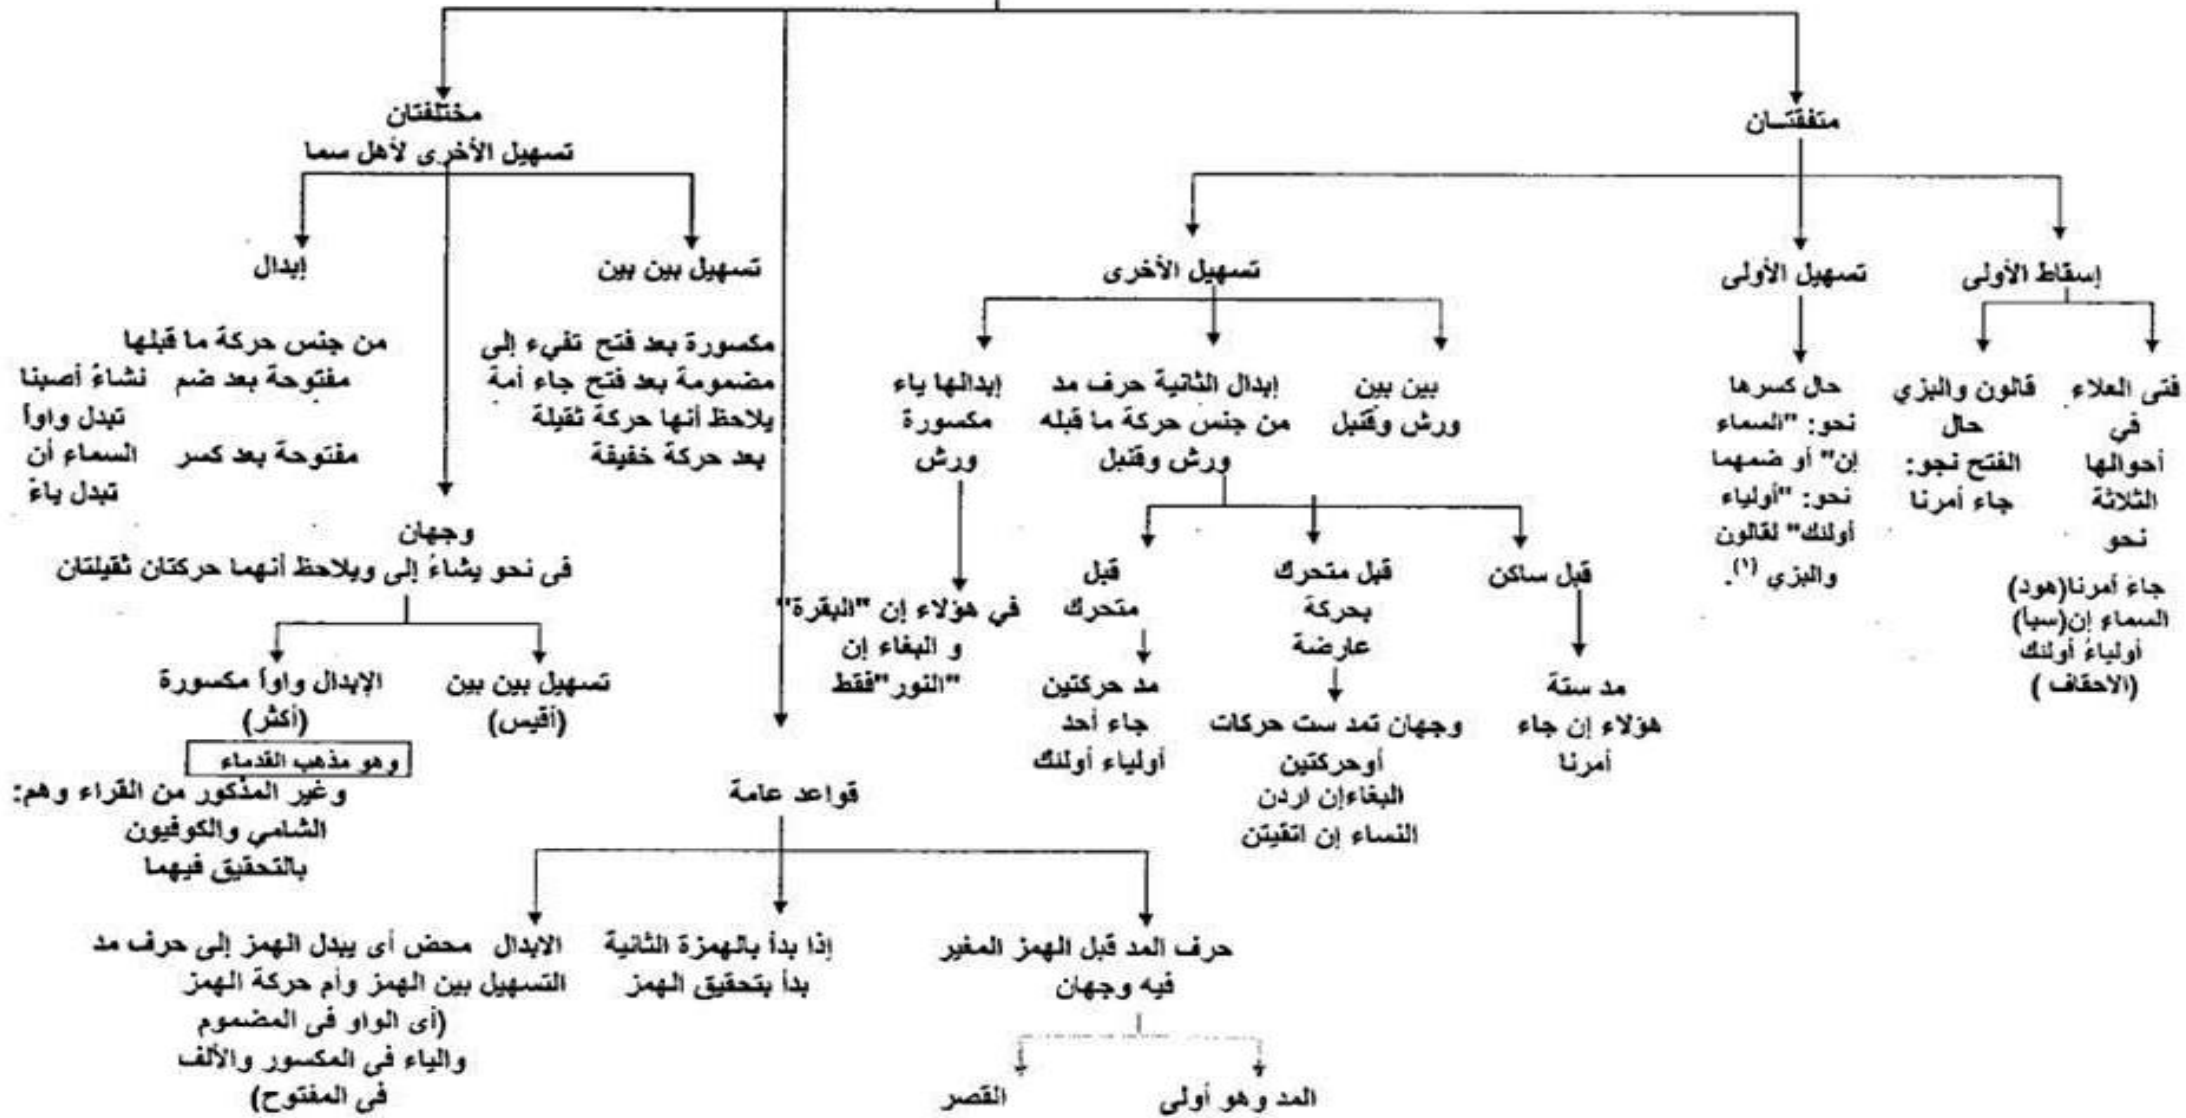 متفقتــان
إسقاط الأولى
فتى العلاء
في
أحوالها
الثلاثة
نحو
جاءَ أمرنا(هود)
السماءِ إن(سبأ)
أولياءُ أولئك
(الاحقاف )
قالون والبزي
حال
الفتح نجو:
جاء أمرنا
تسهيل الأولى
حال كسرها
نحو: "السماء
إن" أو ضمهما
نحو: "أولياء
أولئك" لقالون
والبزي (١).
تسهيل الأخرى
بين بين
ورش وقنبل
إبدال الثانية حرف مد
من جنس حركة ما قبله
ورش وقنبل
قبل ساكن
مد ستة
هؤلاء إن جاء
أمرنا
قبل متحرك
بحركة
عارضة
وجهان تمد ست حركات
أوحركتين
البغاءإن اردن
النساء إن اتقيتن
قبل
متحرك
مد حركتين
جاء أحد
أولياء أولئك
إبدالها ياء
مكسورة
ورش
في هؤلاء إن "البقرة"
و البغاء إن
"النور"فقط
مختلفتان
تسهيل الأخرى لأهل سما
تسهيل بين بين
مكسورة بعد فتح تفيء إلى
مضمومة بعد فتح جاء أمة
يلاحظ أنها حركة ثقيلة
بعد حركة خفيفة
وجهان
فى نحو يشاءُ إلى ويلاحظ أنهما حركتان ثقيلتان
تسهيل بين بين
(أقيس)
الإبدال واواً مكسورة
(أكثر)
وهو مذهب القدماء
وغير المذكور من القراء وهم:
الشامي والكوفيون
بالتحقيق فيهما
إبدال
من جنس حركة ما قبلها
مفتوحة بعد ضم نشاءُ أصبنا
تبدل واواً
مفتوحة بعد كسر السماءِ أن
تبدل ياءً
قواعد عامة
حرف المد قبل الهمز المغير
فيه وجهان
المد وهو أولى
القصر
إذا بدأ بالهمزة الثانية
بدأ بتحقيق الهمز
الابدال محض أى يبدل الهمز إلى حرف مد
التسهيل بين الهمز وأم حركة الهمز
(أى الواو فى المضموم
والياء فى المكسور والألف
فى المفتوح)